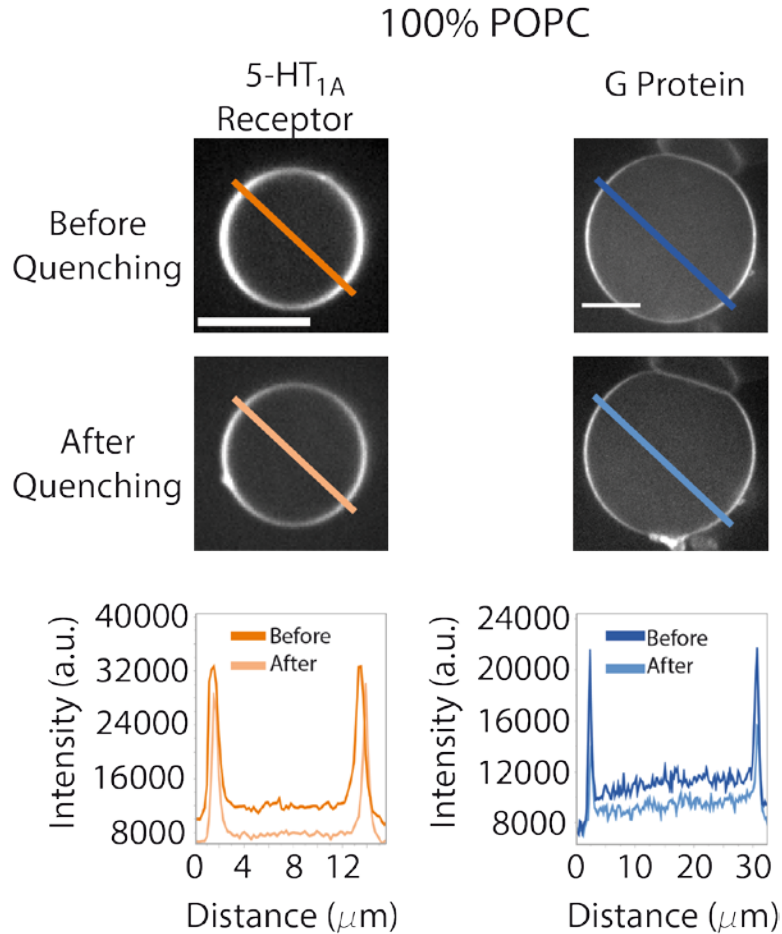 100% POPC
5-HT1A
Receptor
G Protein
Before
Quenching
After
Quenching
Intensity (a.u.)
40000
32000
24000
16000
8000
Before
After
0 4 8 12
Distance (μm)
Intensity (a.u.)
24000
20000
16000
12000
8000
Before
After
0 10 20 30
Distance (μm)